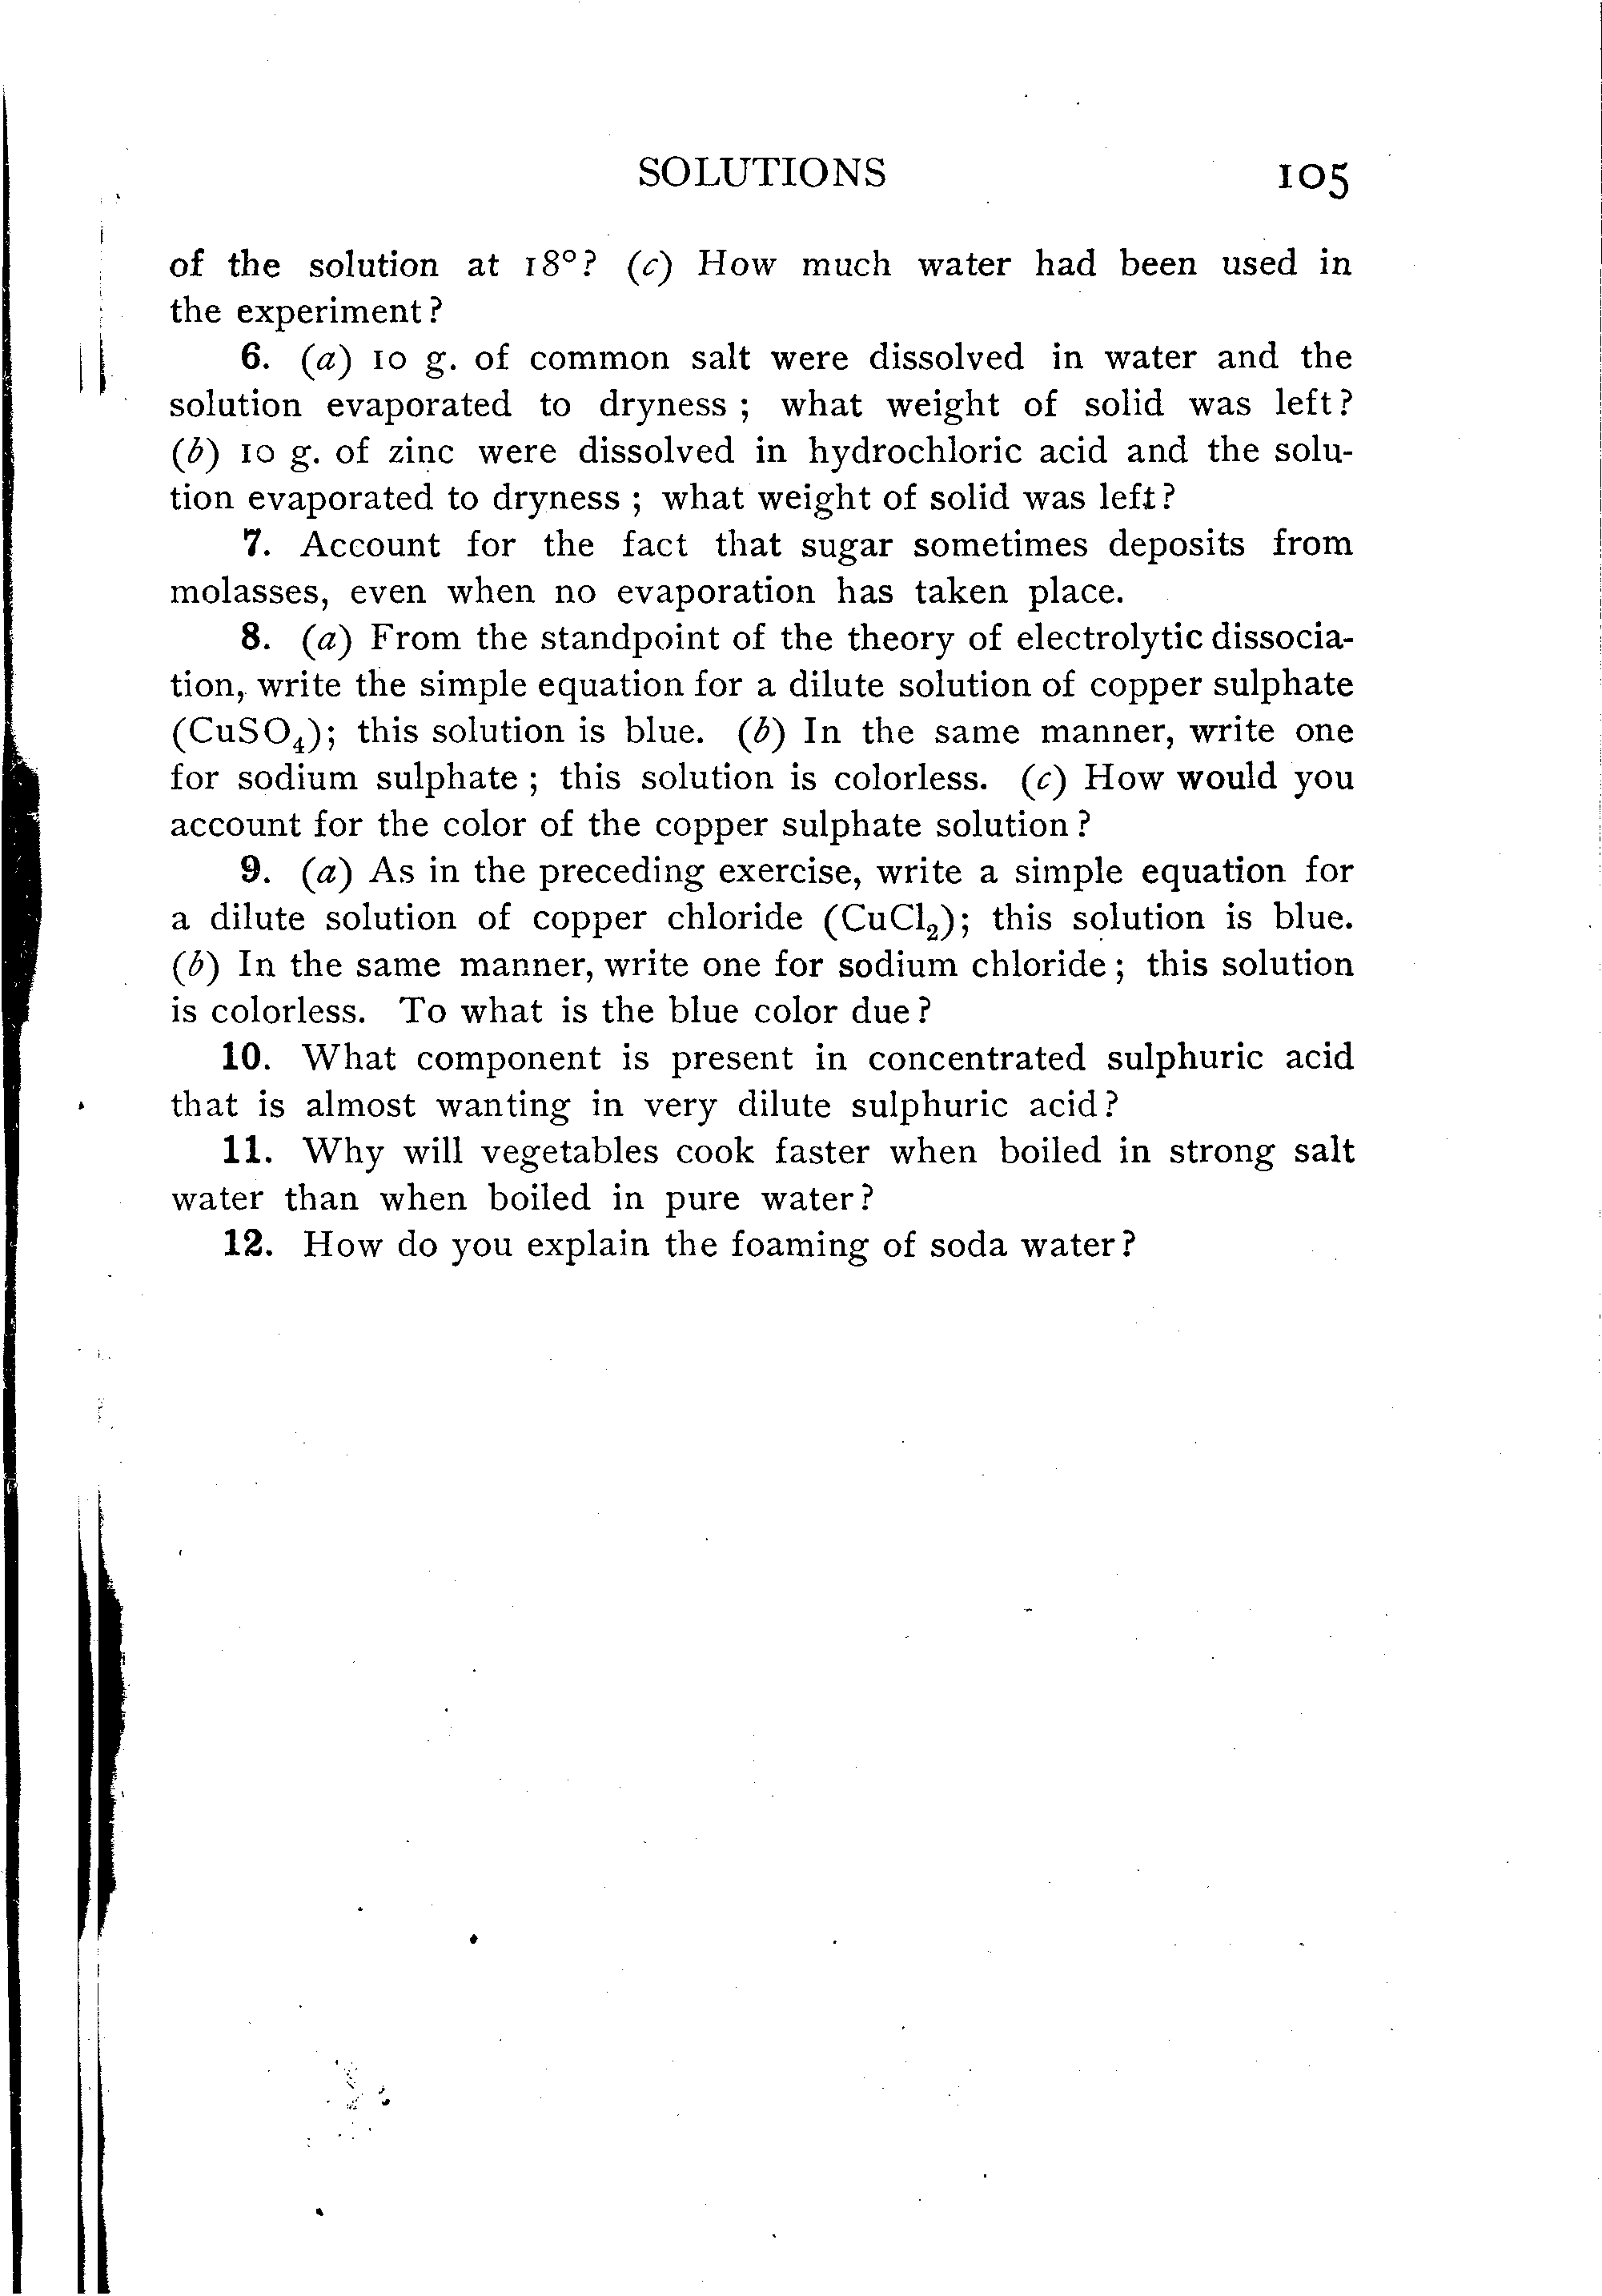 SOLUTIONS 105
of the solution at 18°? (c) How much water had been used in
the experiment?
6. (a) 10 g. of common salt were dissolved in water and the
solution evaporated to dryness; what weight of solid was left?
(b) 10 g. of zinc were dissolved in hydrochloric acid and the solu-
tion evaporated to dryness; what weight of solid was left?
7. Account for the fact that sugar sometimes deposits from
molasses, even when no evaporation has taken place.
8. (a) From the standpoint of the theory of electrolytic dissocia-
tion, write the simple equation for a dilute solution of copper sulphate
(CuSO₄); this solution is blue. (b) In the same manner, write one
for sodium sulphate; this solution is colorless. (c) How would you
account for the color of the copper sulphate solution?
9. (a) As in the preceding exercise, write a simple equation for
a dilute solution of copper chloride (CuCl₂); this solution is blue.
(b) In the same manner, write one for sodium chloride; this solution
is colorless. To what is the blue color due?
10. What component is present in concentrated sulphuric acid
that is almost wanting in very dilute sulphuric acid?
11. Why will vegetables cook faster when boiled in strong salt
water than when boiled in pure water?
12. How do you explain the foaming of soda water?